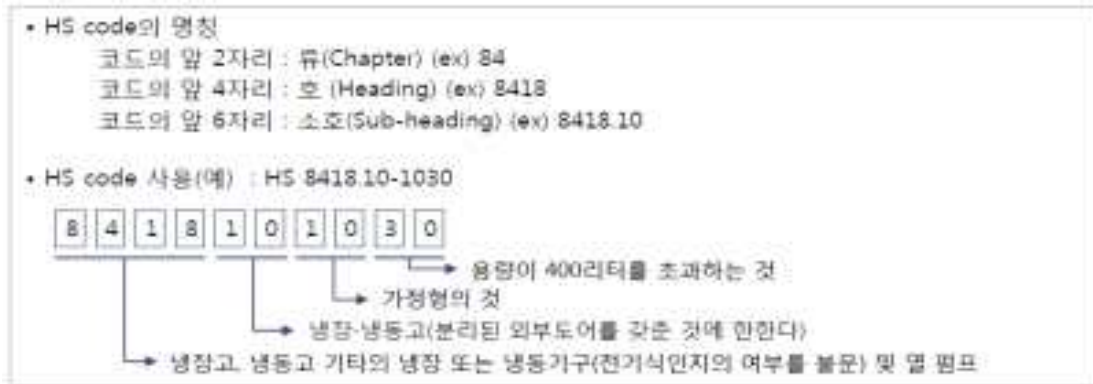 • HS code의 명칭
코드의 앞 2자리 : 류(Chapter) (ex) 84
코드의 앞 4자리 : 호 (Heading) (ex) 8418
코드의 앞 6자리 : 소호(Sub-heading) (ex) 8418.10
• HS code 사용(예) : HS 8418.10-1030
8 4 1 8 1 0 1 0 3 0
용량이 400리터를 초과하는 것
가정형의 것
냉장-냉동고(분리된 외부도어를 갖춘 것에 한한다)
냉장고, 냉동고 기타의 냉장 또는 냉동기구(전기식인지의 여부를 불문) 및 열 펌프